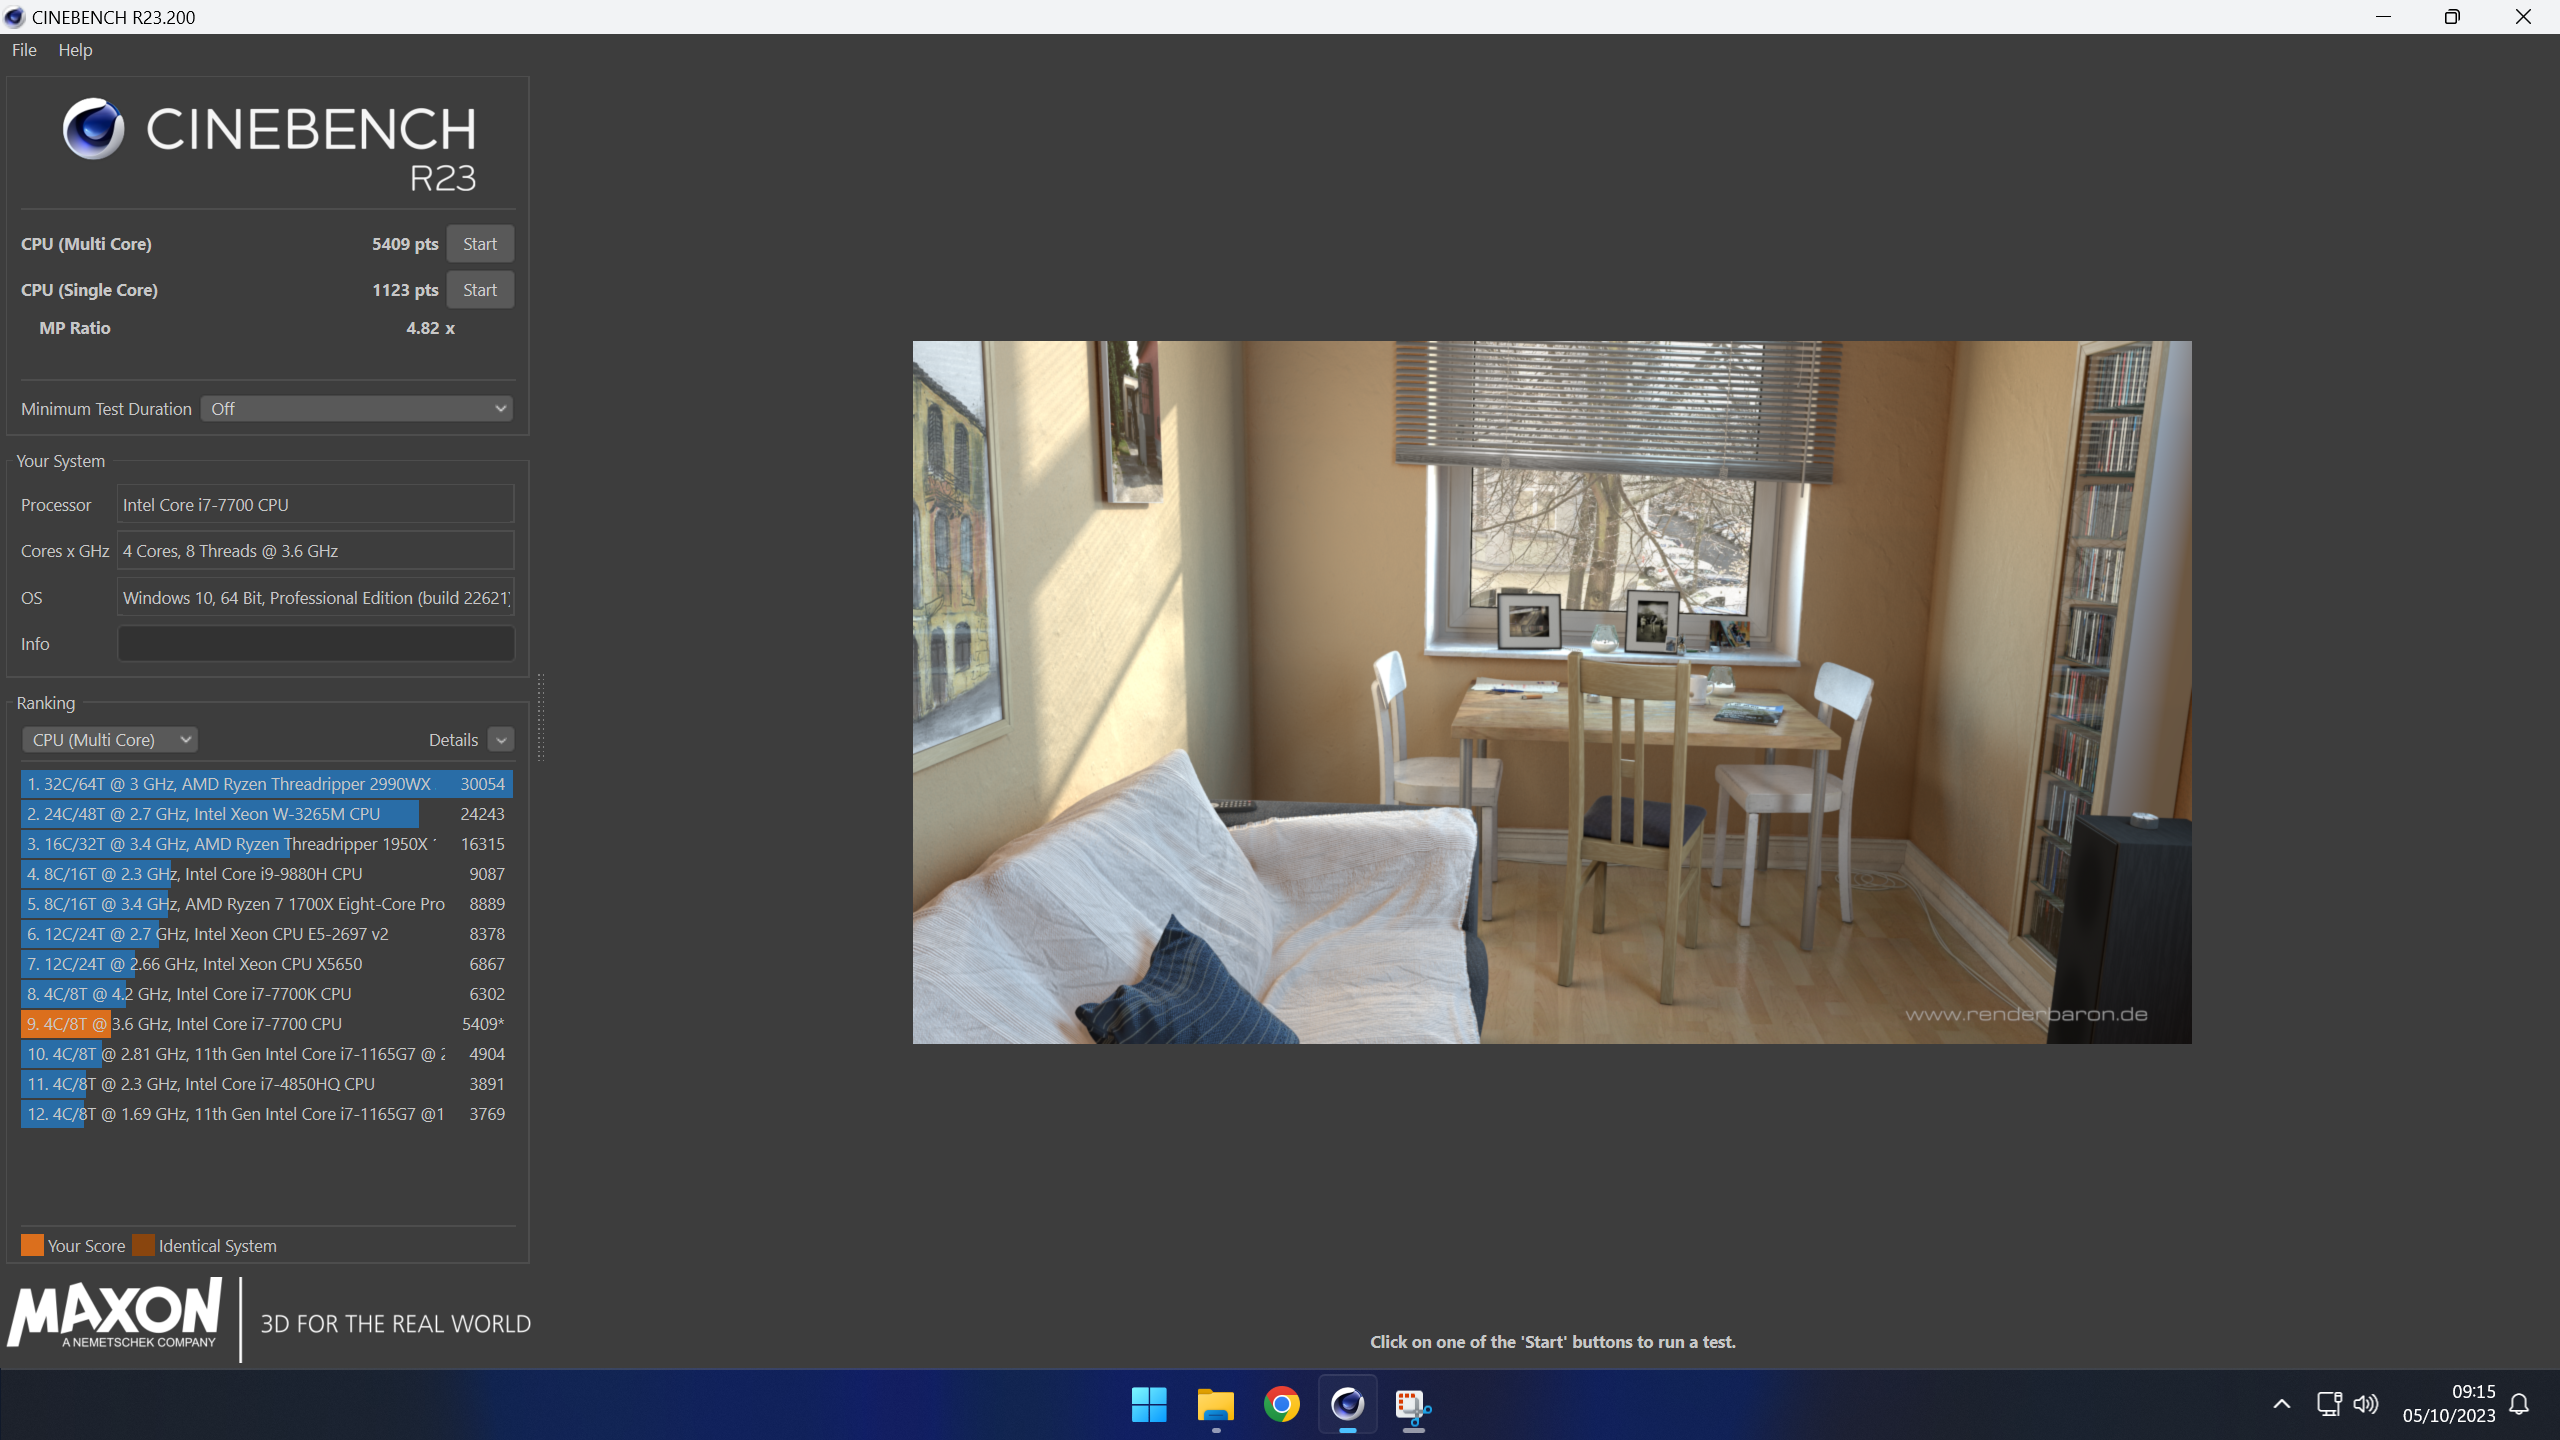 CINEBENCH R23.200
File Help
CINEBENCH
R23
CPU (Multi Core) 5409 pts Start
CPU (Single Core) 1123 pts Start
MP Ratio 4.82 x
Minimum Test Duration Off
Your System
Processor Intel Core i7-7700 CPU
Cores x GHz 4 Cores, 8 Threads @ 3.6 GHz
OS Windows 10, 64 Bit, Professional Edition (build 22621)
Info
Ranking
CPU (Multi Core) Details
1. 32C/64T @ 3 GHz, AMD Ryzen Threadripper 2990WX 30054
2. 24C/48T @ 2.7 GHz, Intel Xeon W-3265M CPU 24243
3. 16C/32T @ 3.4 GHz, AMD Ryzen Threadripper 1950X 16315
4. 8C/16T @ 2.3 GHz, Intel Core i9-9880H CPU 9087
5. 8C/16T @ 3.4 GHz, AMD Ryzen 7 1700X Eight-Core Pro 8889
6. 12C/24T @ 2.7 GHz, Intel Xeon CPU E5-2697 v2 8378
7. 12C/24T @ 2.66 GHz, Intel Xeon CPU X5650 6867
8. 4C/8T @ 4.2 GHz, Intel Core i7-7700K CPU 6302
9. 4C/8T @ 3.6 GHz, Intel Core i7-7700 CPU 5409*
10. 4C/8T @ 2.81 GHz, 11th Gen Intel Core i7-1165G7 @ 4904
11. 4C/8T @ 2.3 GHz, Intel Core i7-4850HQ CPU 3891
12. 4C/8T @ 1.69 GHz, 11th Gen Intel Core i7-1165G7 @1 3769
Your Score Identical System
MAXON
A NEMETSCHEK COMPANY
3D FOR THE REAL WORLD
www.renderbaron.de
Click on one of the 'Start' buttons to run a test.
09:15
05/10/2023